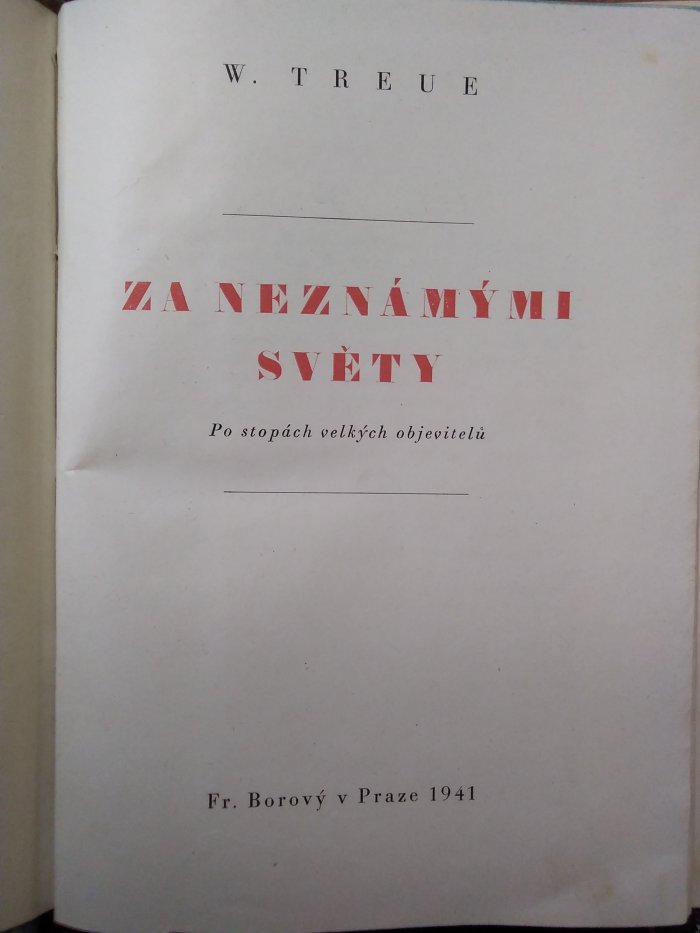 W. TREUE
ZA NEZNÁMÝMI
SVĚTY
Po stopách velkých objevitelů
Fr. Borový v Praze 1941